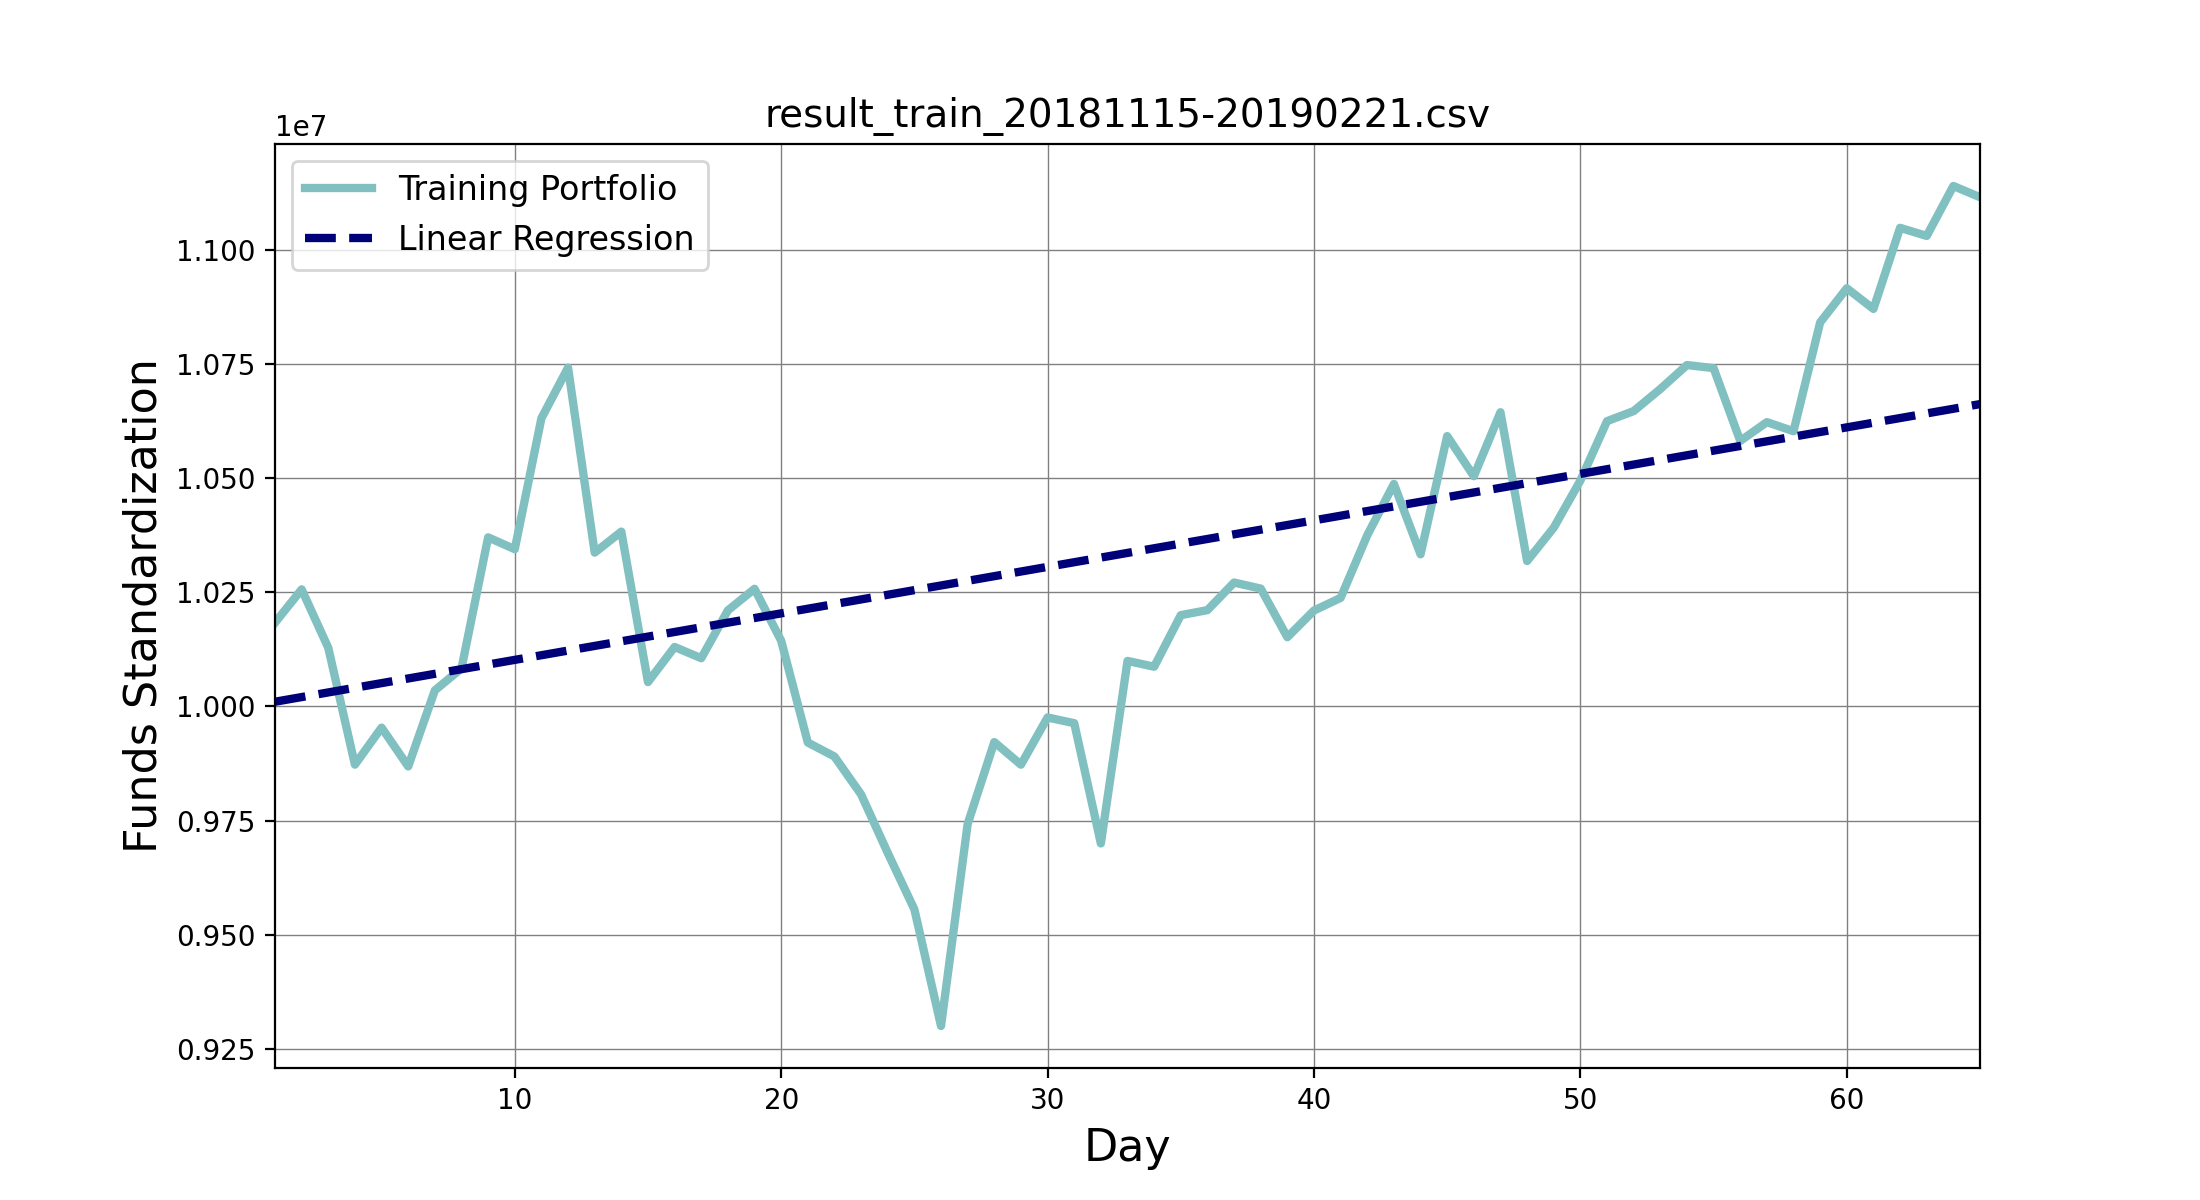 result_train_20181115-20190221.csv
1e7
Training Portfolio
Linear Regression
1.100
1.075
1.050
1.025
1.000
0.975
0.950
0.925
Funds Standardization
10 20 30 40 50 60
Day